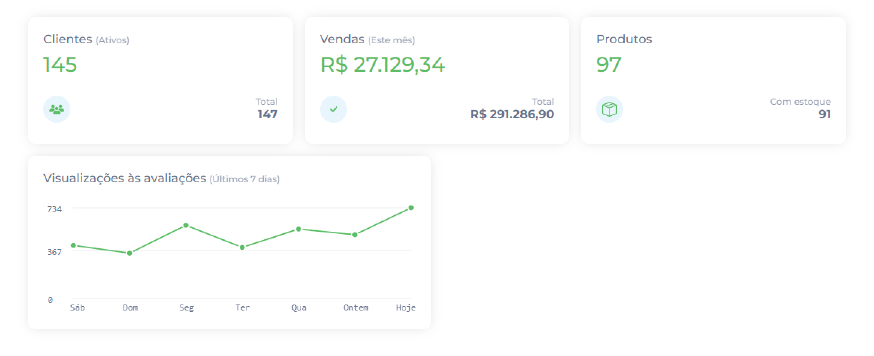 Clientes (Ativos)
145
Total
147
Vendas (Este mês)
R$ 27.129,34
Total
R$ 291.286,90
Produtos
97
Com estoque
91
Visualizações às avaliações (Últimos 7 dias)
734
367
0
Sáb Dom Seg Ter Qua Ontem Hoje